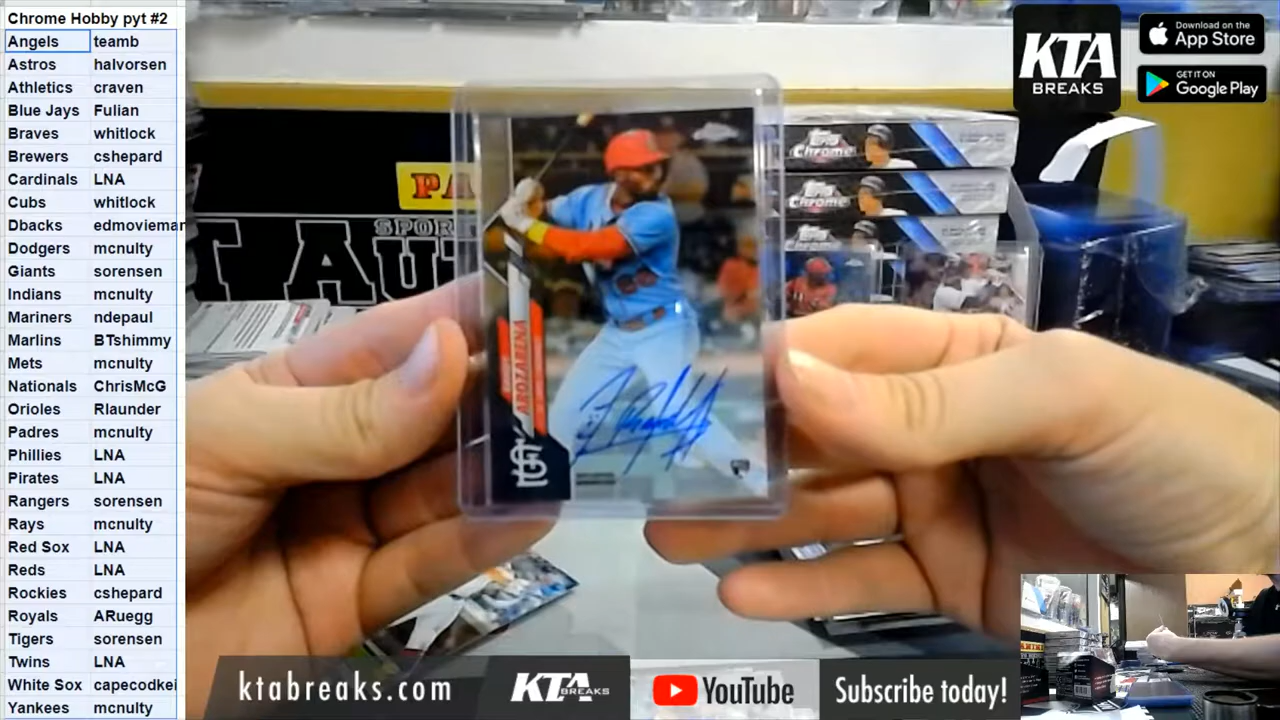 Chrome Hobby pyt #2
Angels teamb
Astros halvorsen
Athletics craven
Blue Jays Fulian
Braves whitlock
Brewers cshepard
Cardinals LNA
Cubs whitlock
Dbacks edmovieman
Dodgers mcnulty
Giants sorensen
Indians mcnulty
Mariners ndepaul
Marlins BTshimmy
Mets mcnulty
Nationals ChrisMcG
Orioles Rlaunder
Padres mcnulty
Phillies LNA
Pirates LNA
Rangers sorensen
Rays mcnulty
Red Sox LNA
Reds LNA
Rockies cshepard
Royals ARuegg
Tigers sorensen
Twins LNA
White Sox capecodkei
Yankees mcnulty
KTA
BREAKS
Download on the
App Store
GET IT ON
Google Play
Topps
Chrome
Topps
Chrome
Topps
Chrome
PA
SPOR
AU
AROZARENA
ktabreaks.com
KTA
BREAKS
YouTube
Subscribe today!